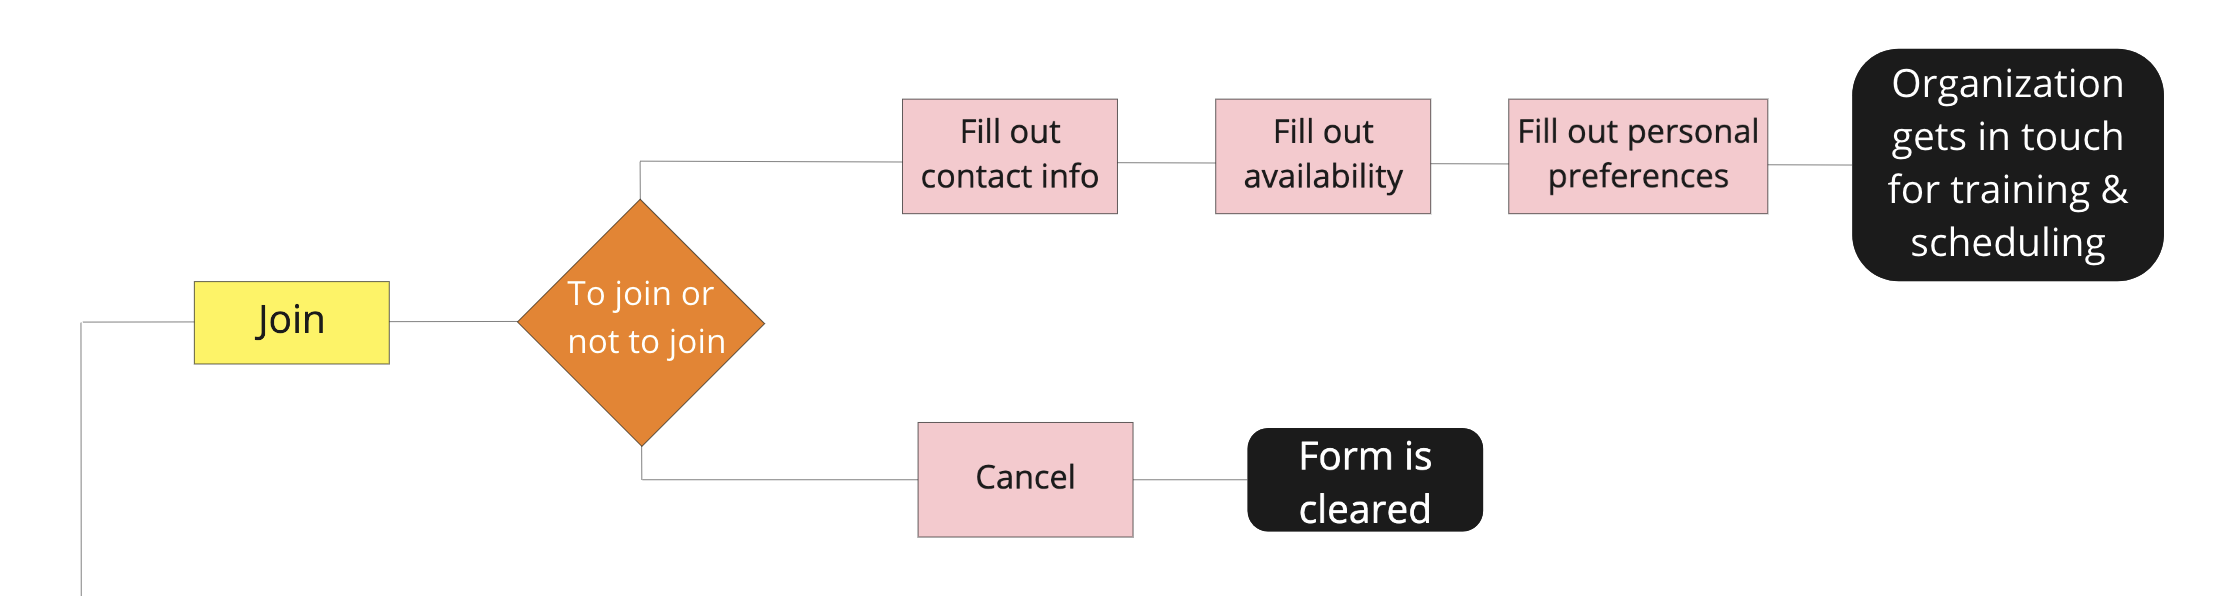 Join
To join or
not to join
Fill out
contact info
Fill out
availability
Fill out personal
preferences
Organization
gets in touch
for training &
scheduling
Cancel
Form is
cleared